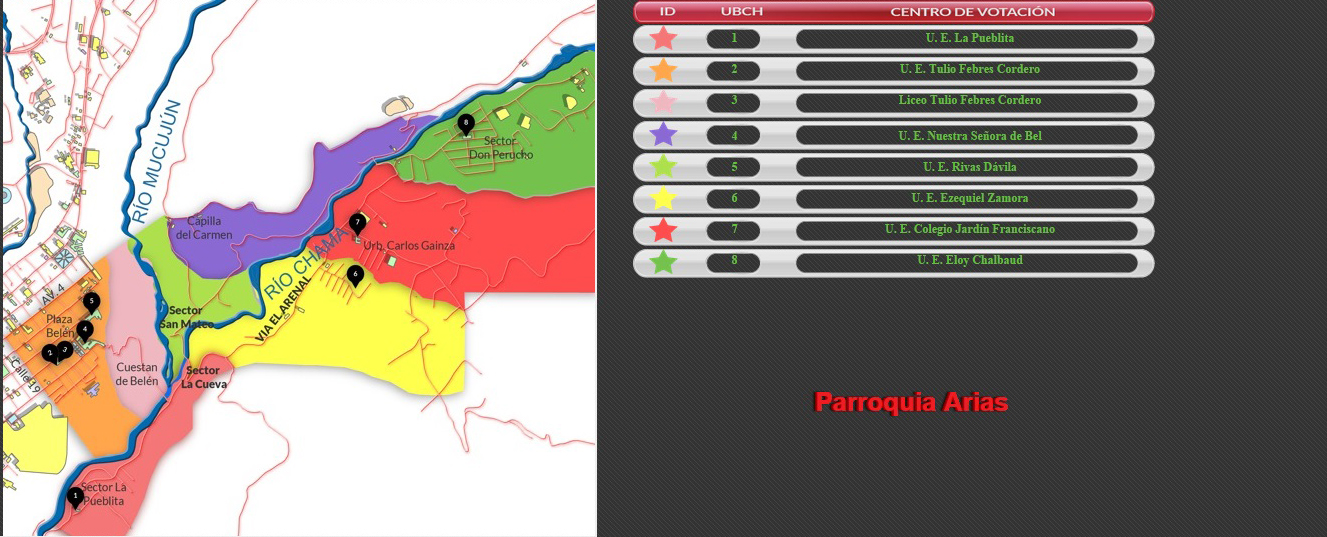 RÍO MUCUJÚN
8
Sector
Don Perucho
Capilla
del Carmen
7
Urb. Carlos Gainza
RÍO CHAMA
6
VIA EL ARENAL
AV. 4
5
Plaza
Belén
4
2
3
Calle 19
Sector
San Mateo
Cuestan
de Belén
Sector
La Cueva
1
Sector La
Pueblita
ID UBCH CENTRO DE VOTACIÓN
1 U. E. La Pueblita
2 U. E. Tulio Febres Cordero
3 Liceo Tulio Febres Cordero
4 U. E. Nuestra Señora de Bel
5 U. E. Rivas Dávila
6 U. E. Ezequiel Zamora
7 U. E. Colegio Jardín Franciscano
8 U. E. Eloy Chalbaud
Parroquia Arias